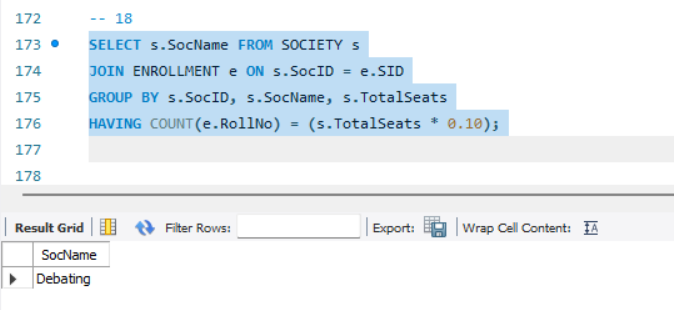 172 -- 18
173 SELECT s.SocName FROM SOCIETY s
174 JOIN ENROLLMENT e ON s.SocID = e.SID
175 GROUP BY s.SocID, s.SocName, s.TotalSeats
176 HAVING COUNT(e.RollNo) = (s.TotalSeats * 0.10);
177
178
Result Grid Filter Rows: Export: Wrap Cell Content: IA
SocName
Debating